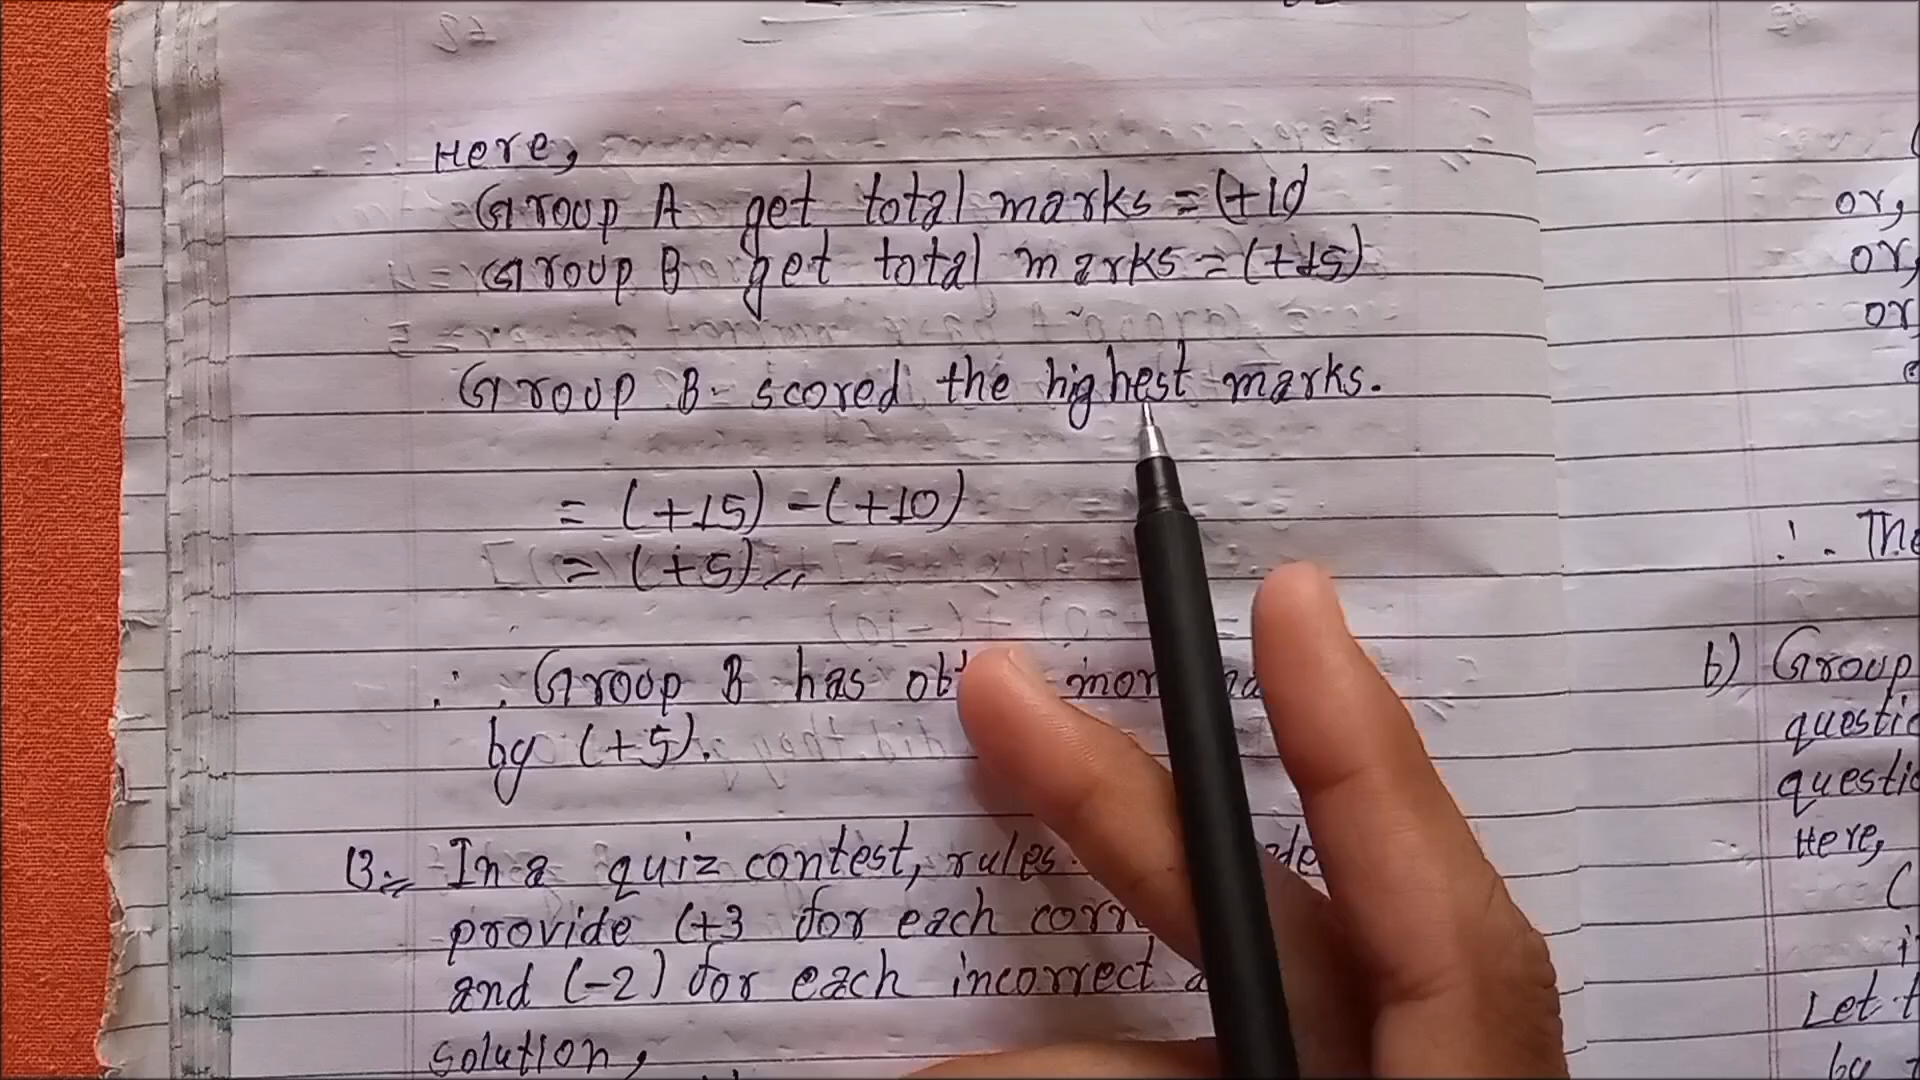 Here,
Group A get total marks = (+10
Group B get total marks = (+15)
Group B scored the highest marks.
= (+15) - (+10)
= (+5)
∴ Group B has
by (+5).
13. In a quiz contest, rules
provide (+3 for each
and (-2) for each incorrect
solution,
or,
or,
or
∴ The
b) Group
Here,
(
Let
by